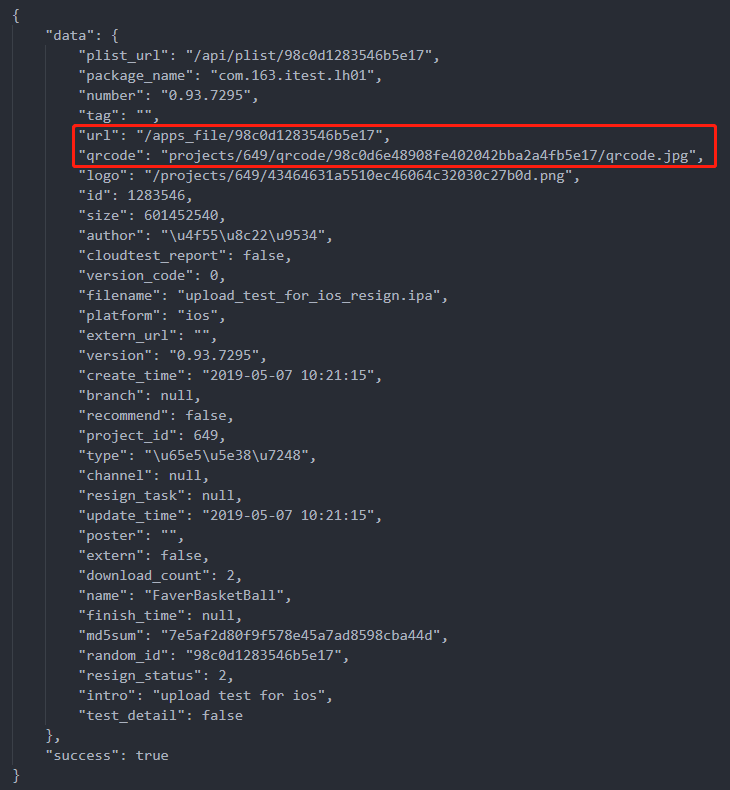 {
"data": {
"plist_url": "/api/plist/98c0d1283546b5e17",
"package_name": "com.163.itest.lh01",
"number": "0.93.7295",
"tag": "",
"url": "/apps_file/98c0d1283546b5e17",
"qrcode": "projects/649/qrcode/98c0d6e48908fe402042bba2a4fb5e17/qrcode.jpg",
"logo": "/projects/649/43464631a5510ec46064c32030c27b0d.png",
"id": 1283546,
"size": 601452540,
"author": "\u4f55\u8c22\u9534",
"cloudtest_report": false,
"version_code": 0,
"filename": "upload_test_for_ios_resign.ipa",
"platform": "ios",
"extern_url": "",
"version": "0.93.7295",
"create_time": "2019-05-07 10:21:15",
"branch": null,
"recommend": false,
"project_id": 649,
"type": "\u65e5\u5e38\u7248",
"channel": null,
"resign_task": null,
"update_time": "2019-05-07 10:21:15",
"poster": "",
"extern": false,
"download_count": 2,
"name": "FaverBasketBall",
"finish_time": null,
"md5sum": "7e5af2d80f9f578e45a7ad8598cba44d",
"random_id": "98c0d1283546b5e17",
"resign_status": 2,
"intro": "upload test for ios",
"test_detail": false
},
"success": true
}